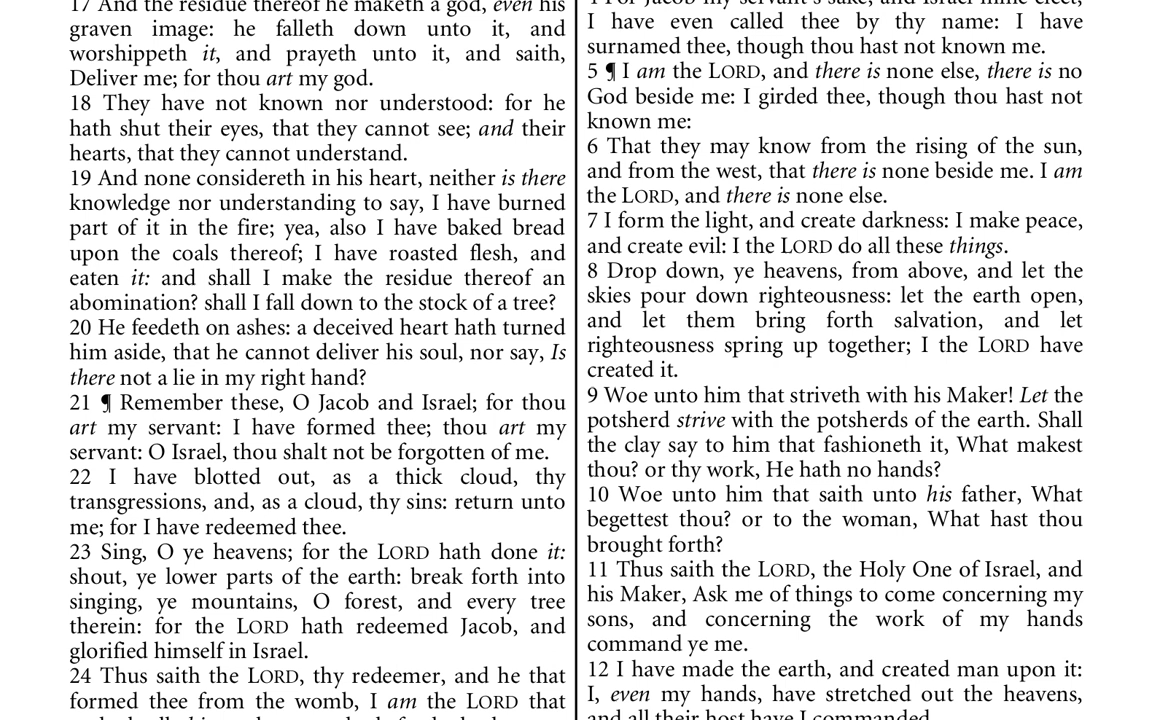 17 And the residue thereof he maketh a god, even his
graven image: he falleth down unto it, and
worshippeth it, and prayeth unto it, and saith,
Deliver me; for thou art my god.
18 They have not known nor understood: for he
hath shut their eyes, that they cannot see; and their
hearts, that they cannot understand.
19 And none considereth in his heart, neither is there
knowledge nor understanding to say, I have burned
part of it in the fire; yea, also I have baked bread
upon the coals thereof; I have roasted flesh, and
eaten it: and shall I make the residue thereof an
abomination? shall I fall down to the stock of a tree?
20 He feedeth on ashes: a deceived heart hath turned
him aside, that he cannot deliver his soul, nor say, Is
there not a lie in my right hand?
21 ¶ Remember these, O Jacob and Israel; for thou
art my servant: I have formed thee; thou art my
servant: O Israel, thou shalt not be forgotten of me.
22 I have blotted out, as a thick cloud, thy
transgressions, and, as a cloud, thy sins: return unto
me; for I have redeemed thee.
23 Sing, O ye heavens; for the LORD hath done it:
shout, ye lower parts of the earth: break forth into
singing, ye mountains, O forest, and every tree
therein: for the LORD hath redeemed Jacob, and
glorified himself in Israel.
24 Thus saith the LORD, thy redeemer, and he that
formed thee from the womb, I am the LORD that
4 For Jacob my servant's sake, and Israel mine elect,
I have even called thee by thy name: I have
surnamed thee, though thou hast not known me.
5 ¶ I am the LORD, and there is none else, there is no
God beside me: I girded thee, though thou hast not
known me:
6 That they may know from the rising of the sun,
and from the west, that there is none beside me. I am
the LORD, and there is none else.
7 I form the light, and create darkness: I make peace,
and create evil: I the LORD do all these things.
8 Drop down, ye heavens, from above, and let the
skies pour down righteousness: let the earth open,
and let them bring forth salvation, and let
righteousness spring up together; I the LORD have
created it.
9 Woe unto him that striveth with his Maker! Let the
potsherd strive with the potsherds of the earth. Shall
the clay say to him that fashioneth it, What makest
thou? or thy work, He hath no hands?
10 Woe unto him that saith unto his father, What
begettest thou? or to the woman, What hast thou
brought forth?
11 Thus saith the LORD, the Holy One of Israel, and
his Maker, Ask me of things to come concerning my
sons, and concerning the work of my hands
command ye me.
12 I have made the earth, and created man upon it:
I, even my hands, have stretched out the heavens,
and all their host have I commanded.